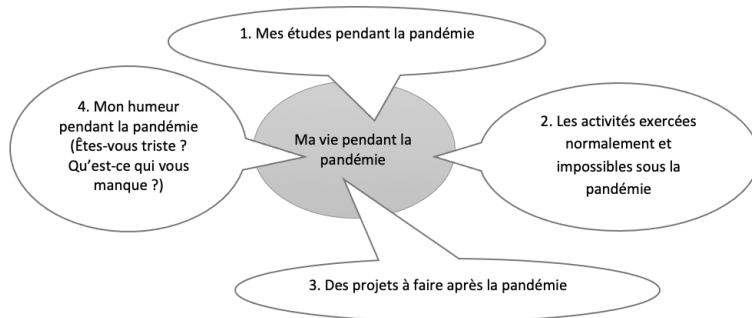 1. Mes études pendant la pandémie
4. Mon humeur
pendant la pandémie
(Êtes-vous triste ?
Qu'est-ce qui vous
manque ?)
Ma vie pendant la
pandémie
2. Les activités exercées
normalement et
impossibles sous la
pandémie
3. Des projets à faire après la pandémie